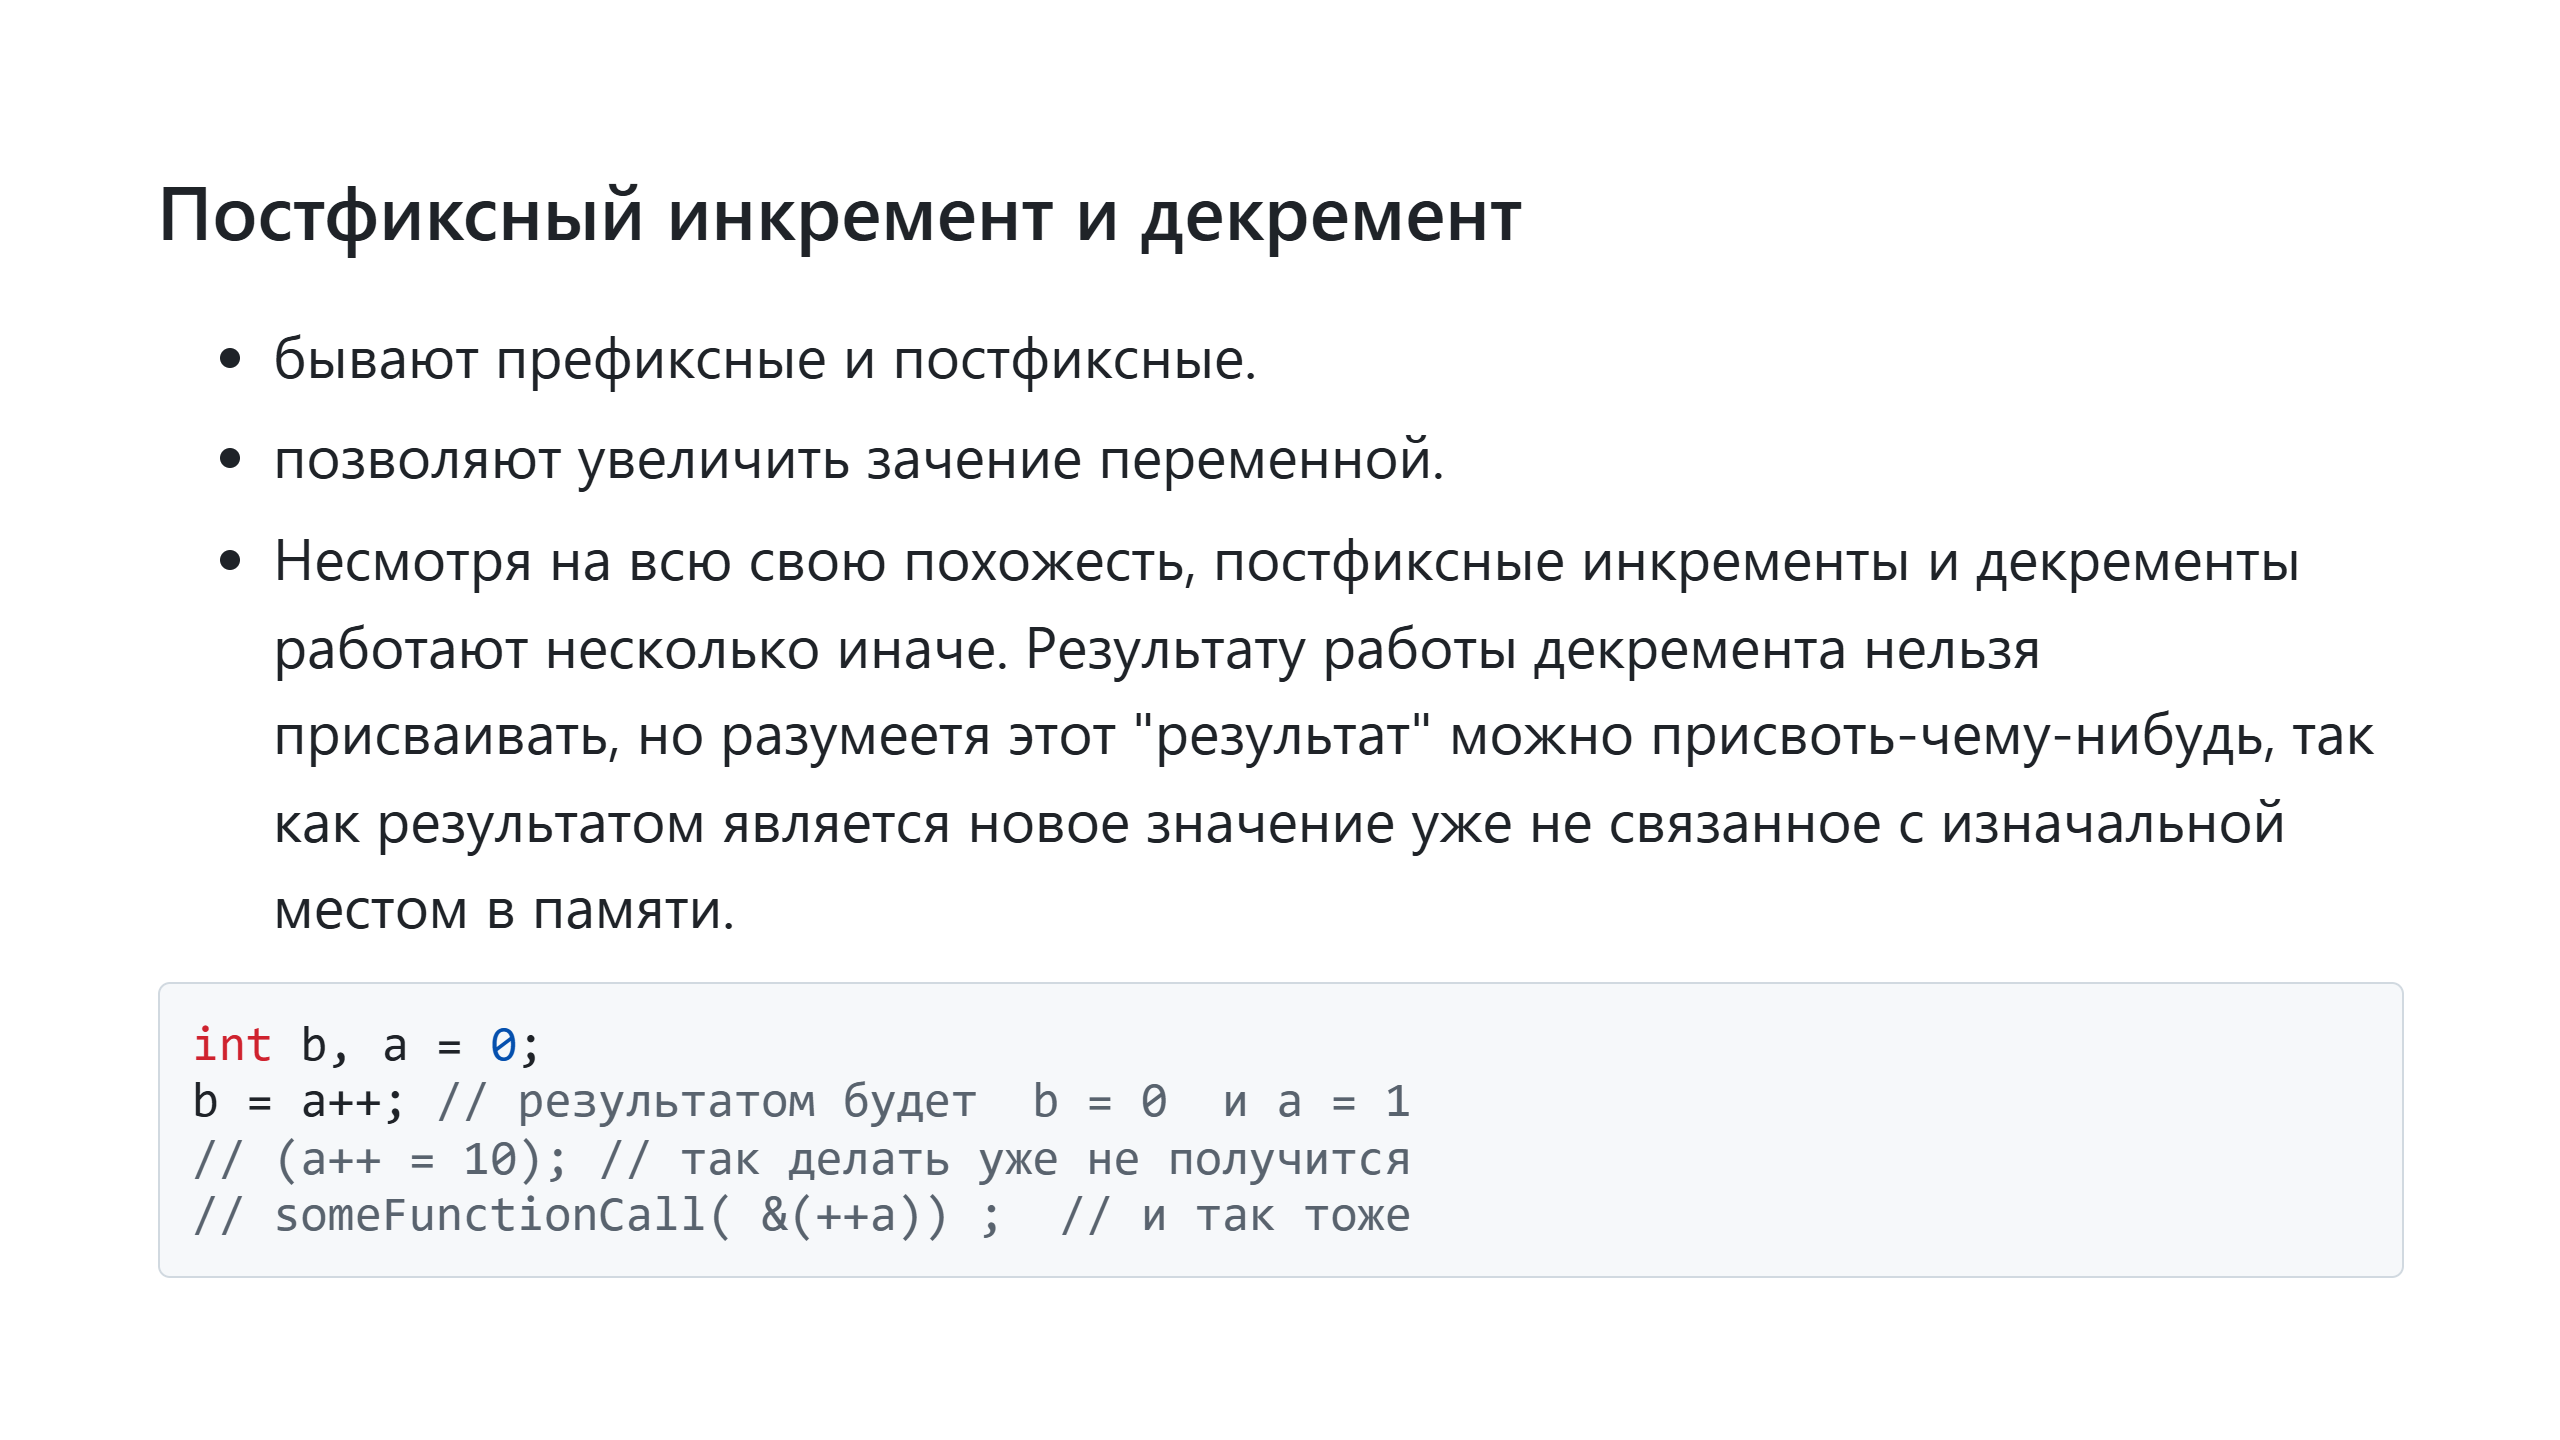 Постфиксный инкремент и декремент
• бывают префиксные и постфиксные.
• позволяют увеличить зачение переменной.
• Несмотря на всю свою похожесть, постфиксные инкременты и декременты
работают несколько иначе. Результату работы декремента нельзя
присваивать, но разумеетя этот "результат" можно присвоть-чему-нибудь, так
как результатом является новое значение уже не связанное с изначальной
местом в памяти.
int b, a = 0;
b = a++; // результатом будет  b = 0  и a = 1
// (a++ = 10); // так делать уже не получится
// someFunctionCall( &(++a)) ;  // и так тоже